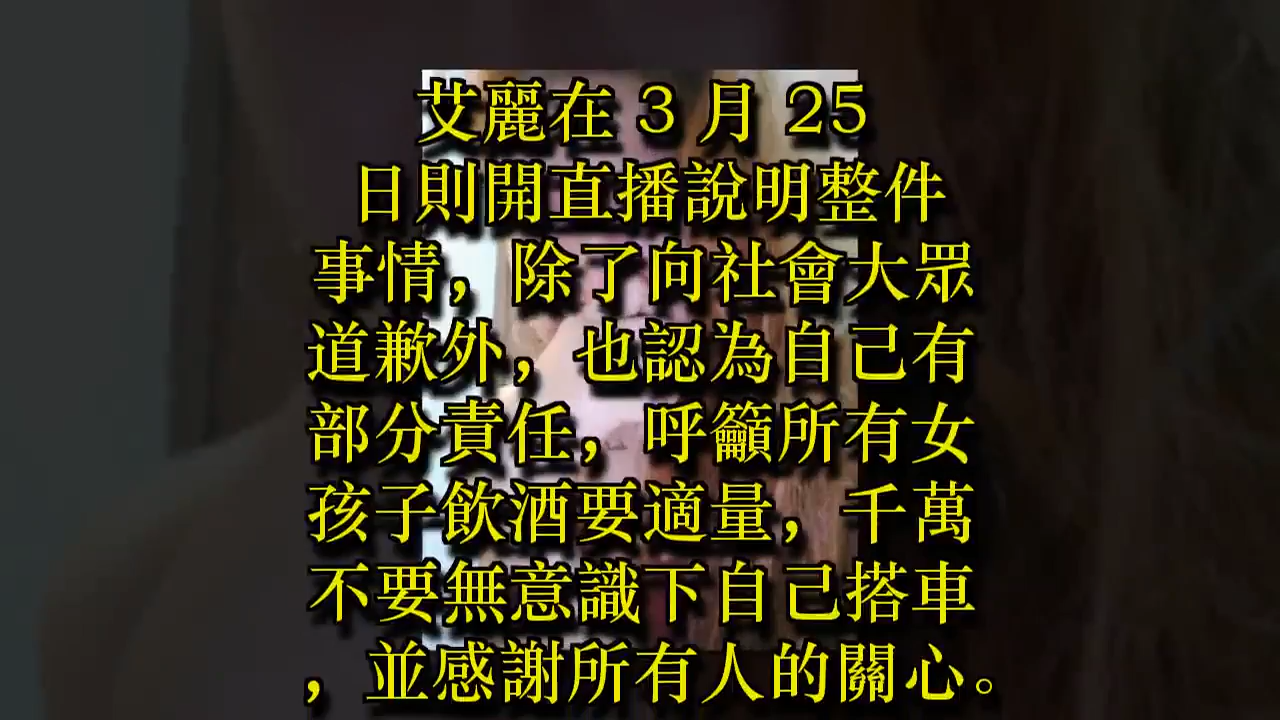 艾麗在 3 月 25
日則開直播說明整件
事情，除了向社會大眾
道歉外，也認為自己有
部分責任，呼籲所有女
孩子飲酒要適量，千萬
不要無意識下自己搭車
，並感謝所有人的關心。